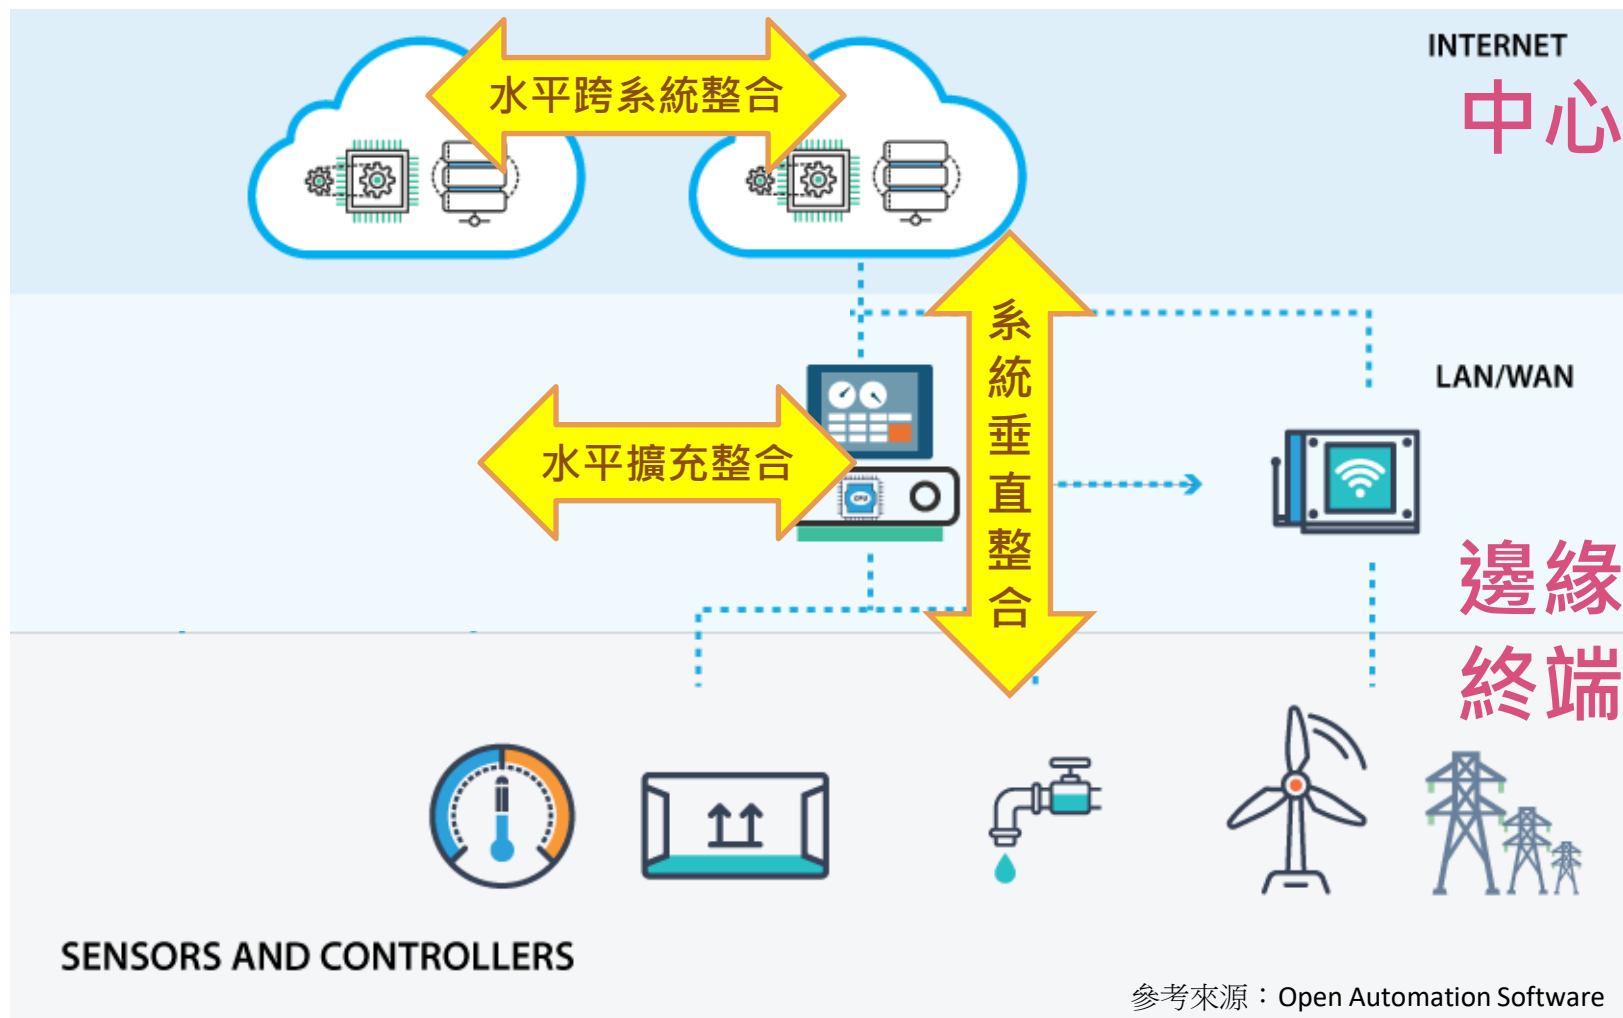 INTERNET
水平跨系統整合
中心
系統垂直整合
LAN/WAN
水平擴充整合
CPU
邊緣
終端
SENSORS AND CONTROLLERS
參考來源：Open Automation Software